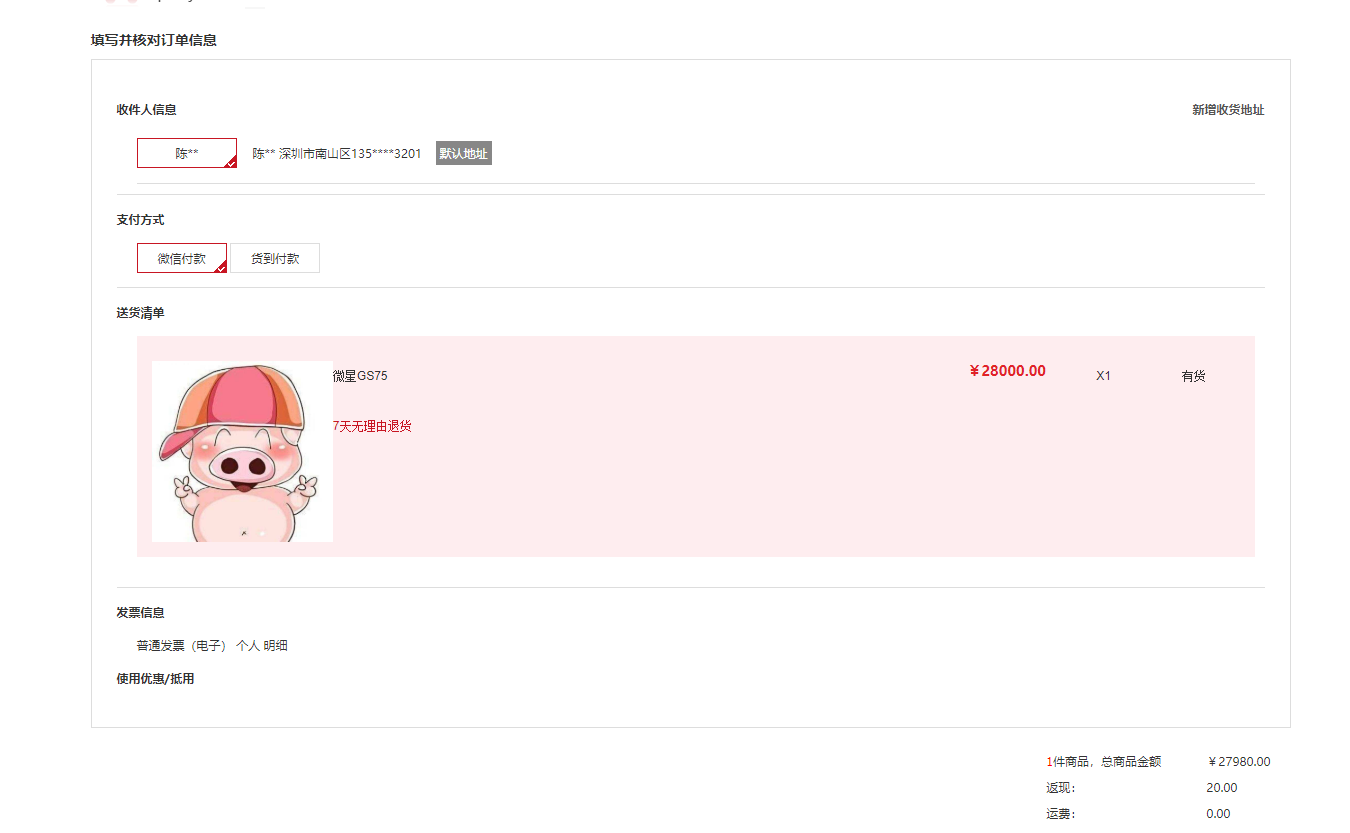 填写并核对订单信息
收件人信息 新增收货地址
陈** 陈** 深圳市南山区135****3201 默认地址
支付方式
微信付款 货到付款
送货清单
微星GS75 ￥28000.00 X1 有货
7天无理由退货
发票信息
普通发票（电子） 个人 明细
使用优惠/抵用
1件商品，总商品金额 ￥27980.00
返现： 20.00
运费： 0.00